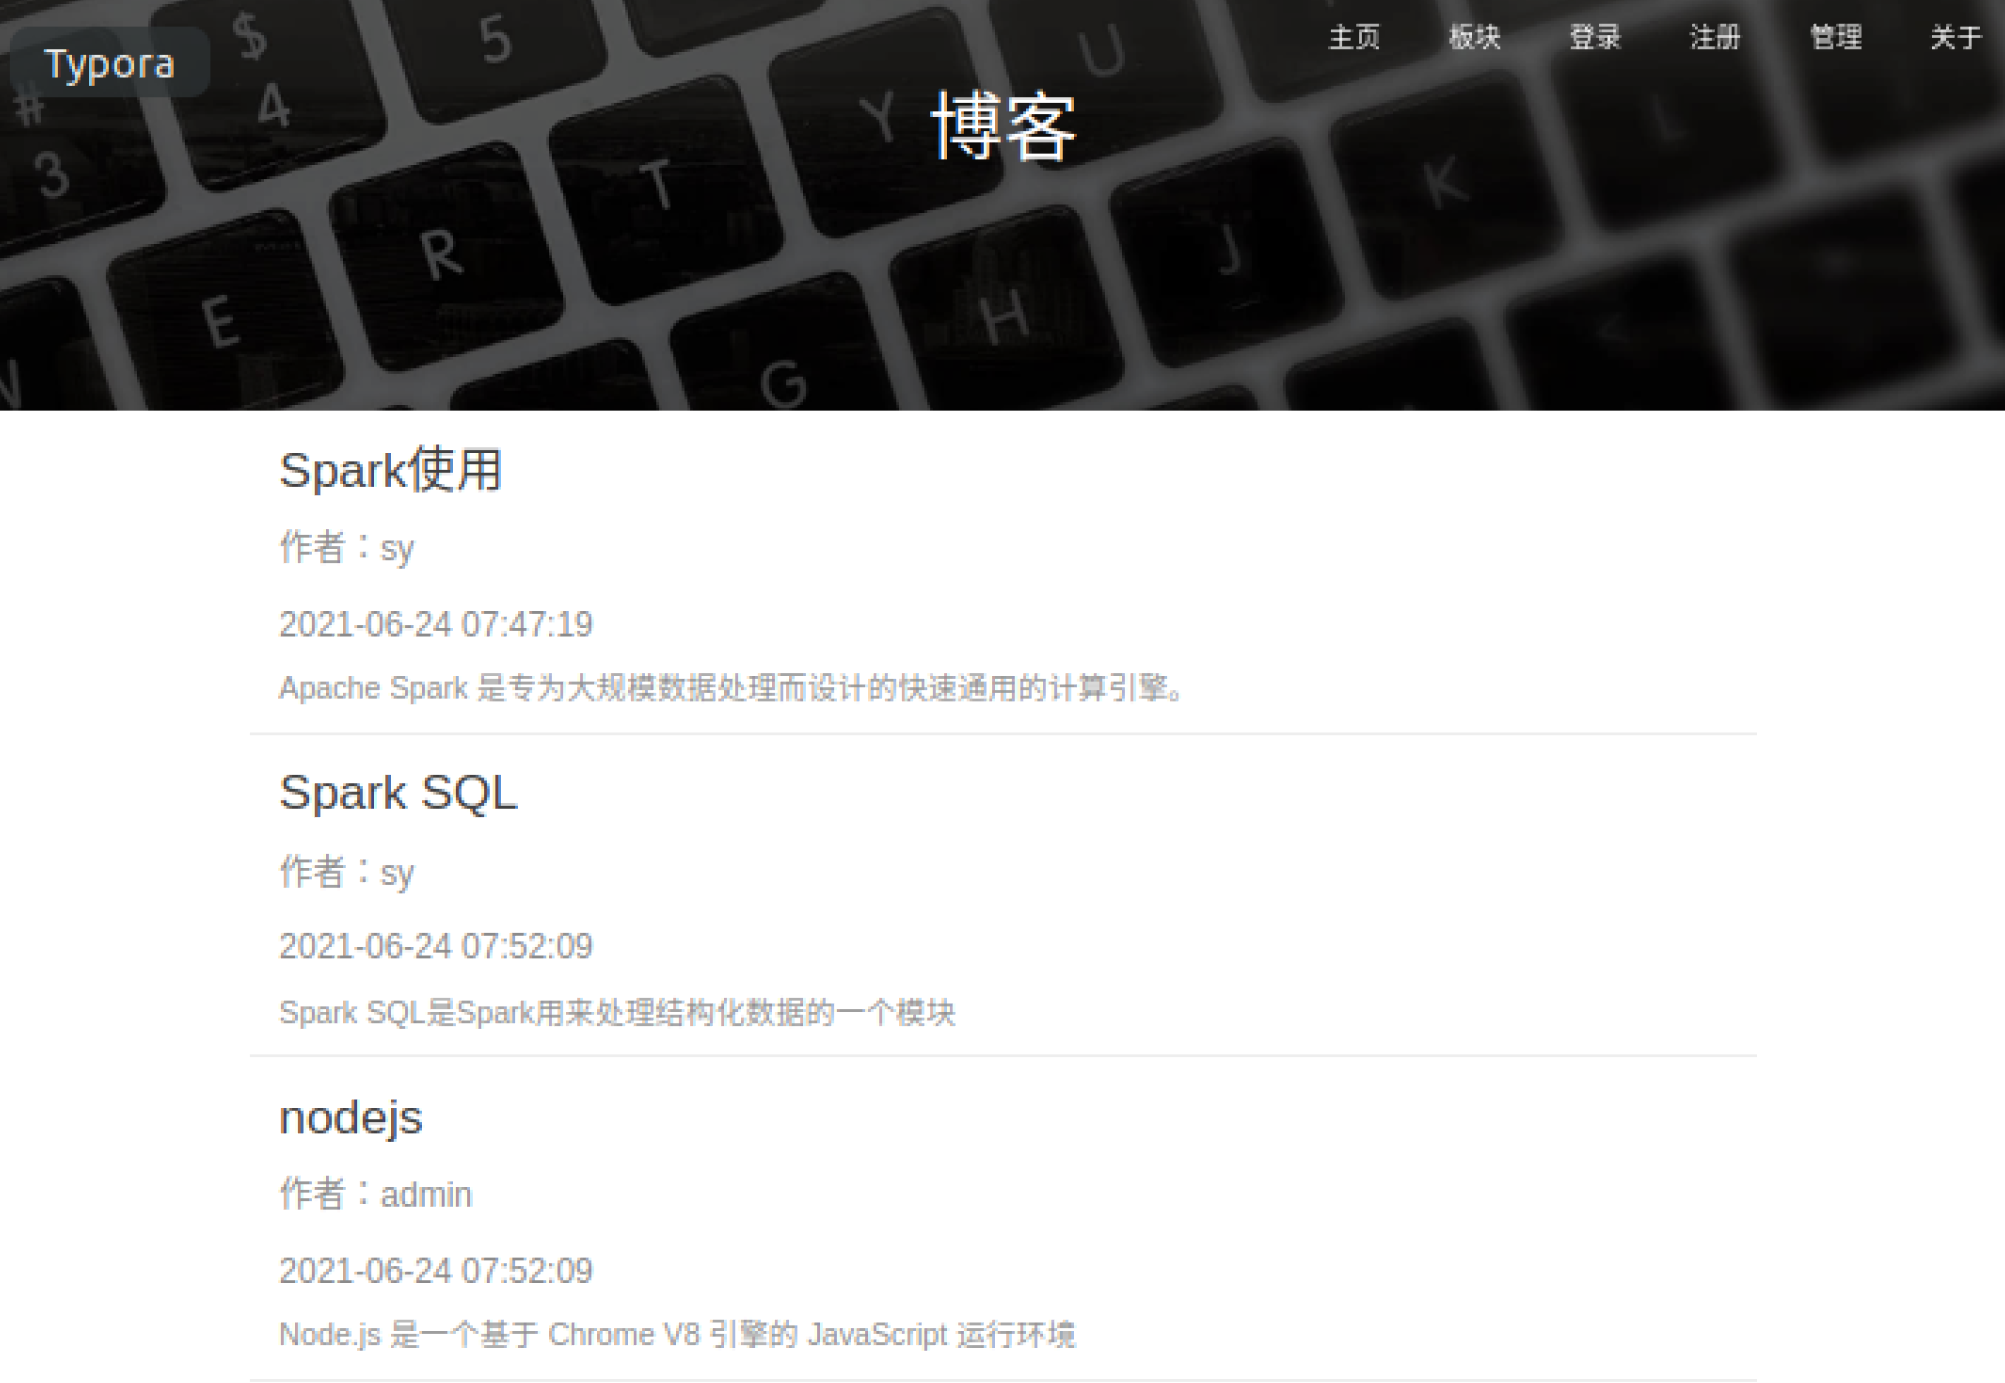 Typora
主页 板块 登录 注册 管理 关于
博客
$
4
5
#
3
U
Y
T
R
E
K
L
J
H
G
Spark使用
作者：sy
2021-06-24 07:47:19
Apache Spark 是专为大规模数据处理而设计的快速通用的计算引擎。
Spark SQL
作者：sy
2021-06-24 07:52:09
Spark SQL是Spark用来处理结构化数据的一个模块
nodejs
作者：admin
2021-06-24 07:52:09
Node.js 是一个基于 Chrome V8 引擎的 JavaScript 运行环境